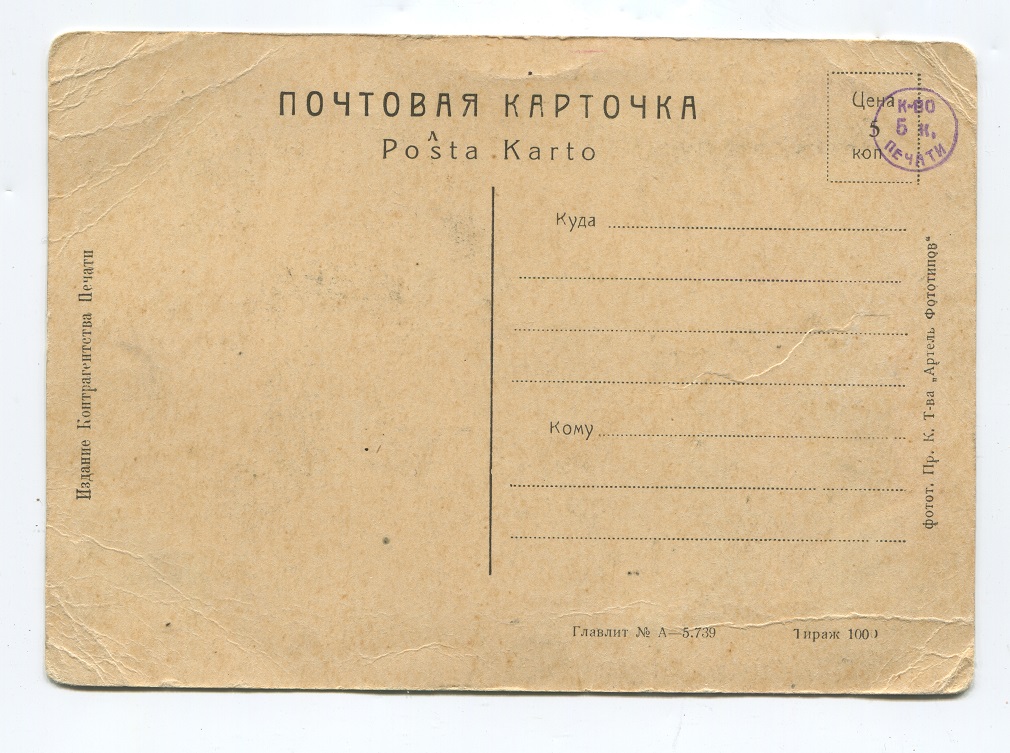 ПОЧТОВАЯ КАРТОЧКА
Poŝta Karto
Цена
5
коп
К-ВО
5 к.
ПЕЧАТИ
Куда
Кому
Издание Контрагентства Печати
фотот. Пр. К. Т-ва „Артель Фототипов“
Главлит № А—5.739
Тираж 1000